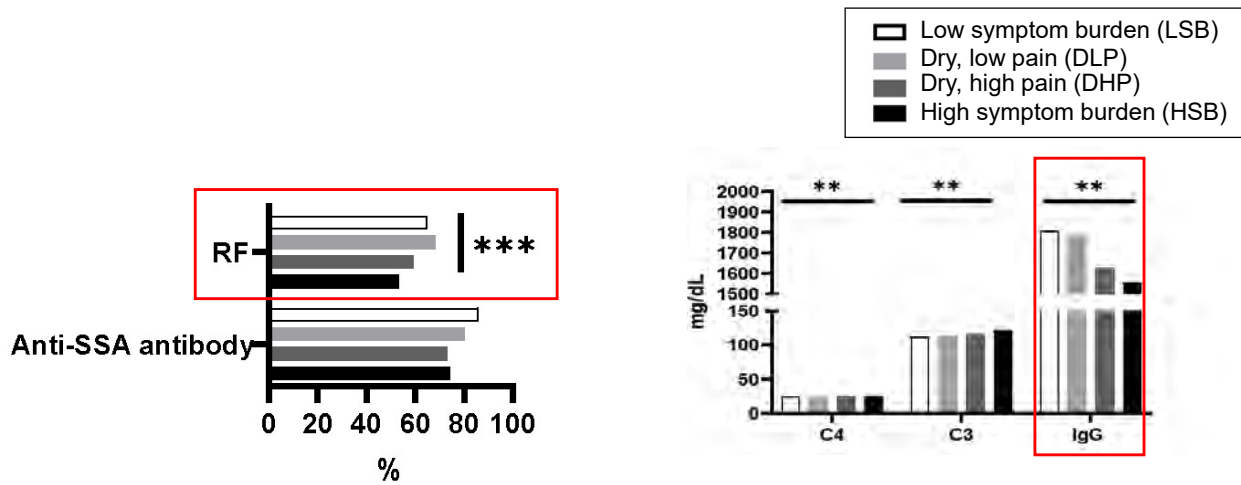 Low symptom burden (LSB)
Dry, low pain (DLP)
Dry, high pain (DHP)
High symptom burden (HSB)
RF
***
Anti-SSA antibody
0 20 40 60 80 100
%
** ** **
2000
1900
1800
1700
1600
1500
150
100
50
0
mg/dL
C4 C3 IgG